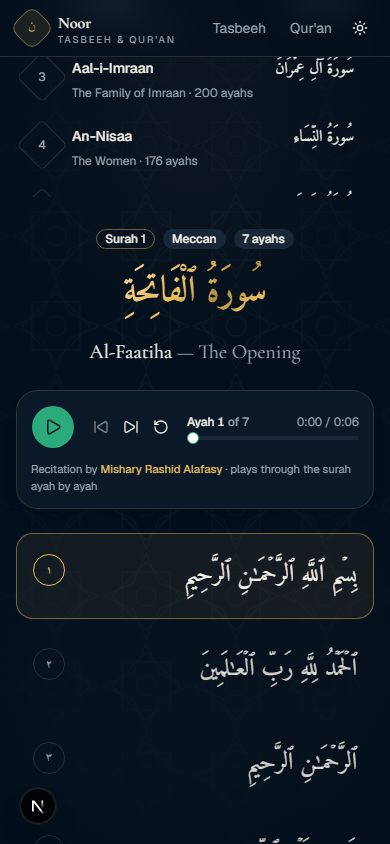 ن Noor
TASBEEH & QUR'AN
Tasbeeh Qur'an
3 Aal-i-Imraan سُورَةُ آلِ عِمۡرَانَ
The Family of Imraan · 200 ayahs
4 An-Nisaa سُورَةُ النِّسَاءِ
The Women · 176 ayahs
Surah 1 Meccan 7 ayahs
سُورَةُ ٱلۡفَاتِحَةِ
Al-Faatiha — The Opening
Ayah 1 of 7 0:00 / 0:06
Recitation by Mishary Rashid Alafasy · plays through the surah
ayah by ayah
بِسۡمِ ٱللَّهِ ٱلرَّحۡمَـٰنِ ٱلرَّحِیمِ ١
ٱلۡحَمۡدُ لِلَّهِ رَبِّ ٱلۡعَـٰلَمِینَ ٢
ٱلرَّحۡمَـٰنِ ٱلرَّحِیمِ ٣
N